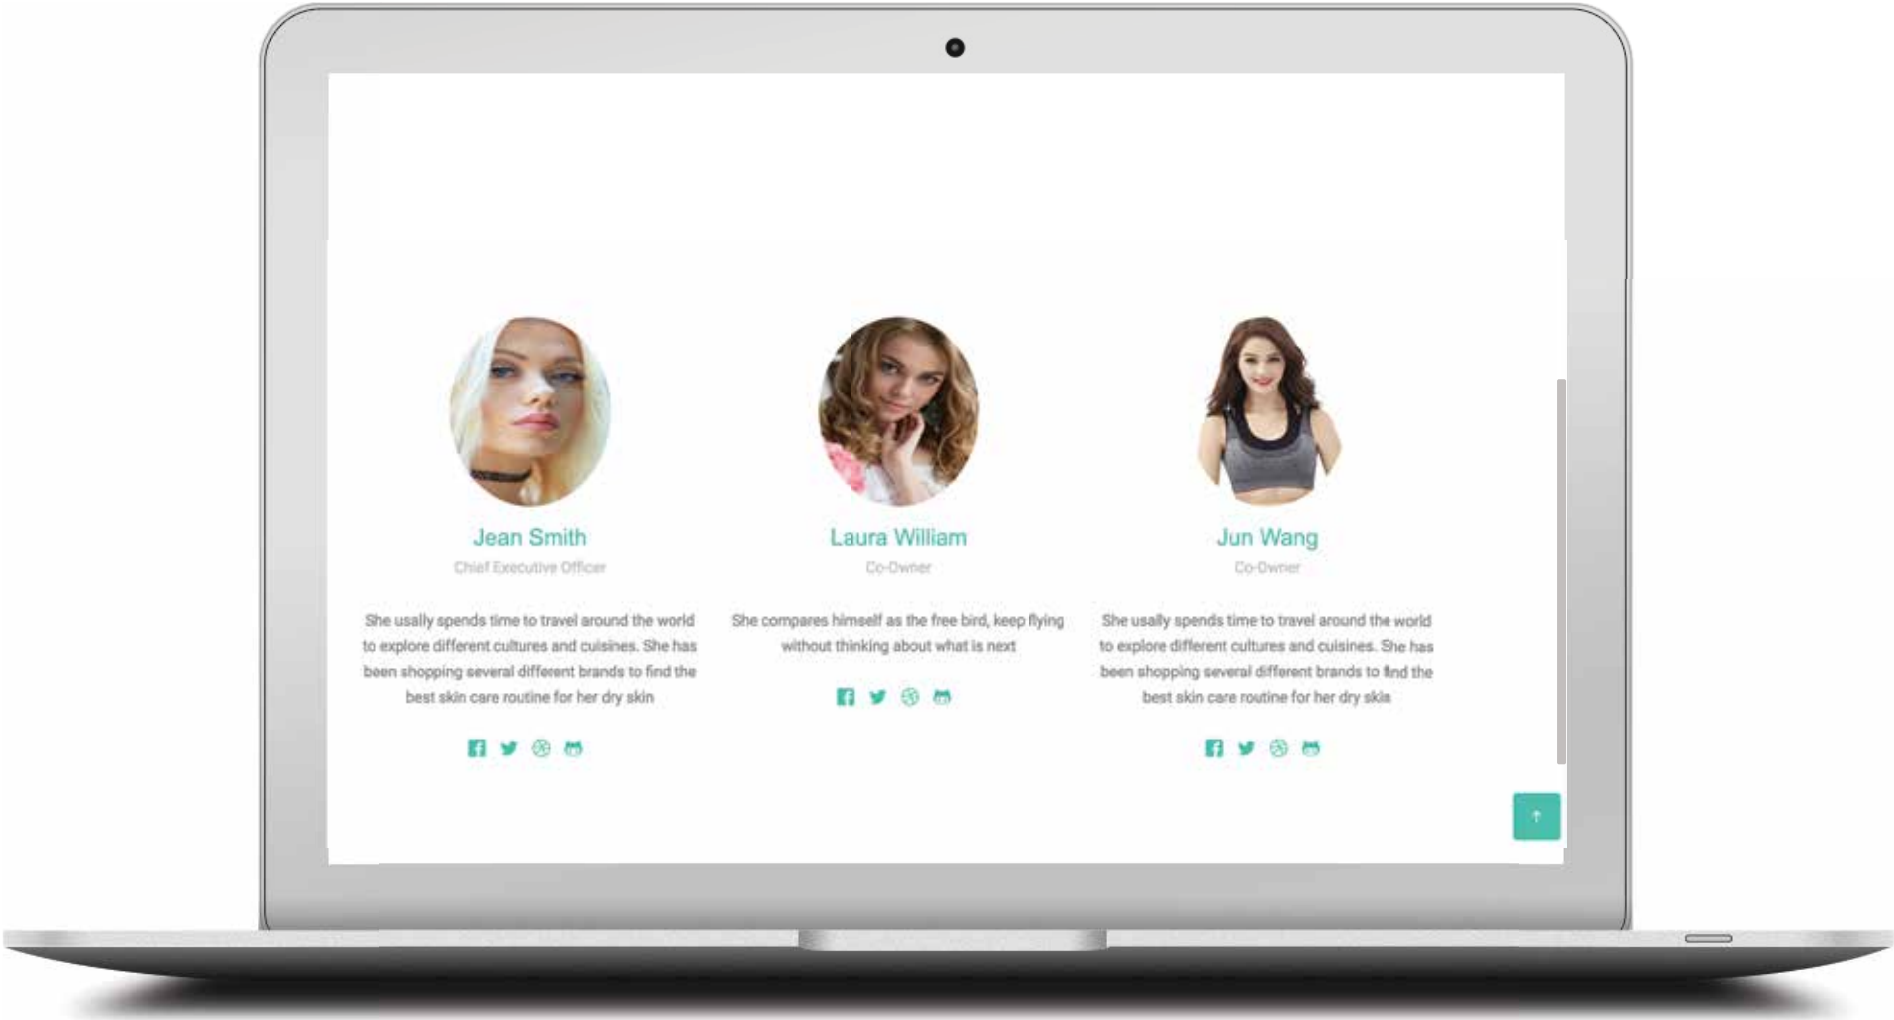 Jean Smith
Chief Executive Officer
She usally spends time to travel around the world
to explore different cultures and cuisines. She has
been shopping several different brands to find the
best skin care routine for her dry skin
Laura William
Co-Owner
She compares himself as the free bird, keep flying
without thinking about what is next
Jun Wang
Co-Owner
She usally spends time to travel around the world
to explore different cultures and cuisines. She has
been shopping several different brands to find the
best skin care routine for her dry skin